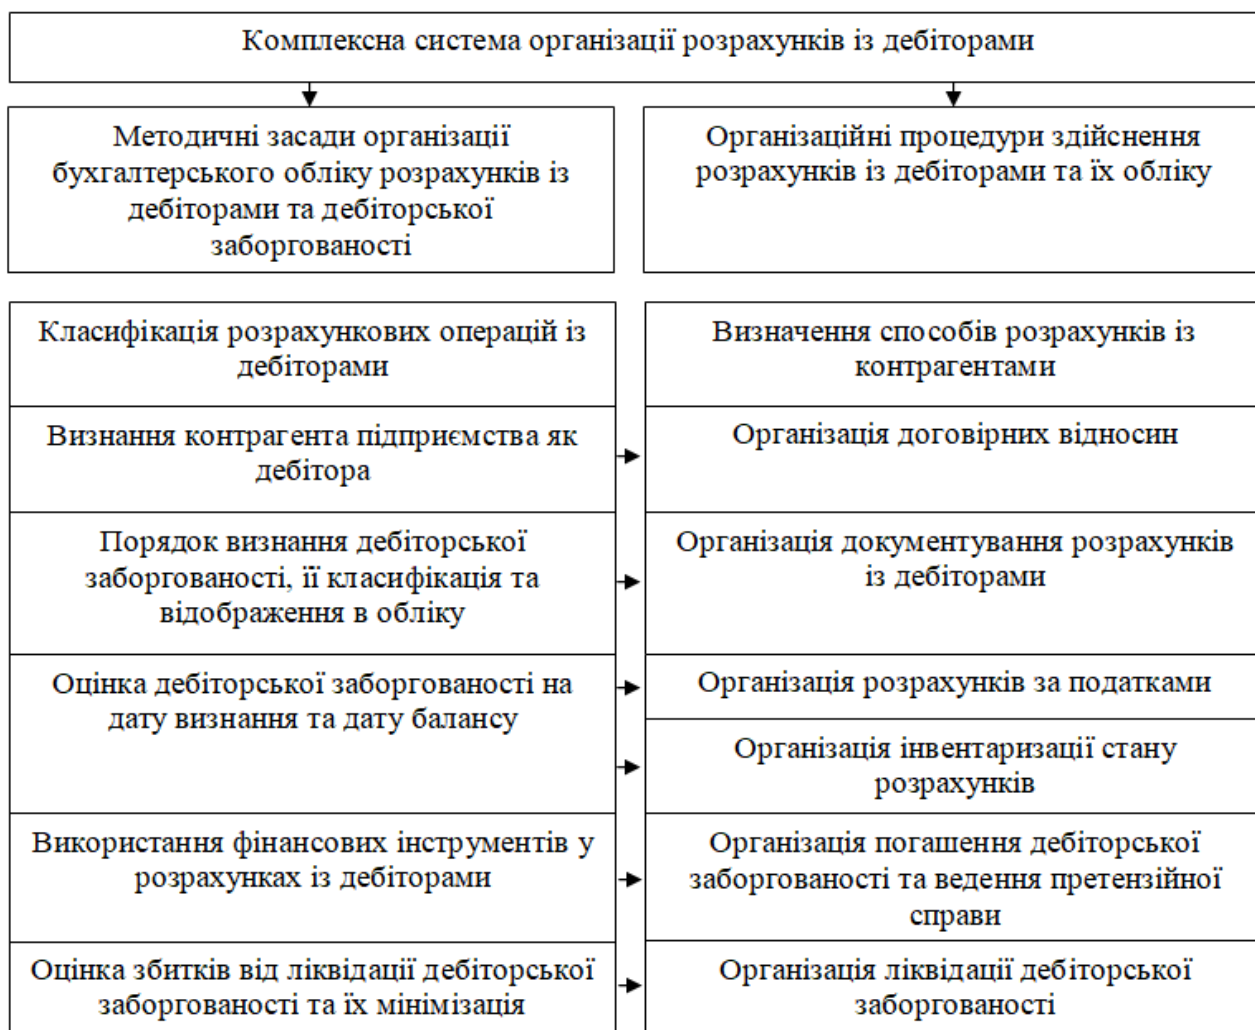 Комплексна система організації розрахунків із дебіторами
Методичні засади організації
бухгалтерського обліку розрахунків із
дебіторами та дебіторської
заборгованості
Організаційні процедури здійснення
розрахунків із дебіторами та їх обліку
Класифікація розрахункових операцій із
дебіторами
Визначення способів розрахунків із
контрагентами
Визнання контрагента підприємства як
дебітора
Організація договірних відносин
Порядок визнання дебіторської
заборгованості, її класифікація та
відображення в обліку
Організація документування розрахунків
із дебіторами
Оцінка дебіторської заборгованості на
дату визнання та дату балансу
Організація розрахунків за податками
Організація інвентаризації стану
розрахунків
Використання фінансових інструментів у
розрахунках із дебіторами
Організація погашення дебіторської
заборгованості та ведення претензійної
справи
Оцінка збитків від ліквідації дебіторської
заборгованості та їх мінімізація
Організація ліквідації дебіторської
заборгованості